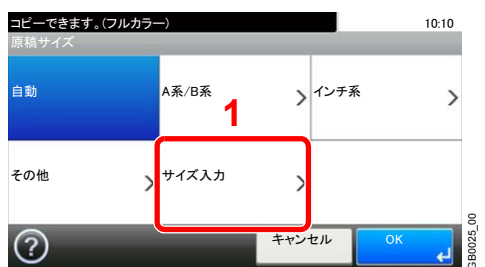 コピーできます。(フルカラー) 10:10
原稿サイズ
自動 A系/B系 > インチ系 >
1
その他 > サイズ入力 >
? キャンセル OK
GB0025_00